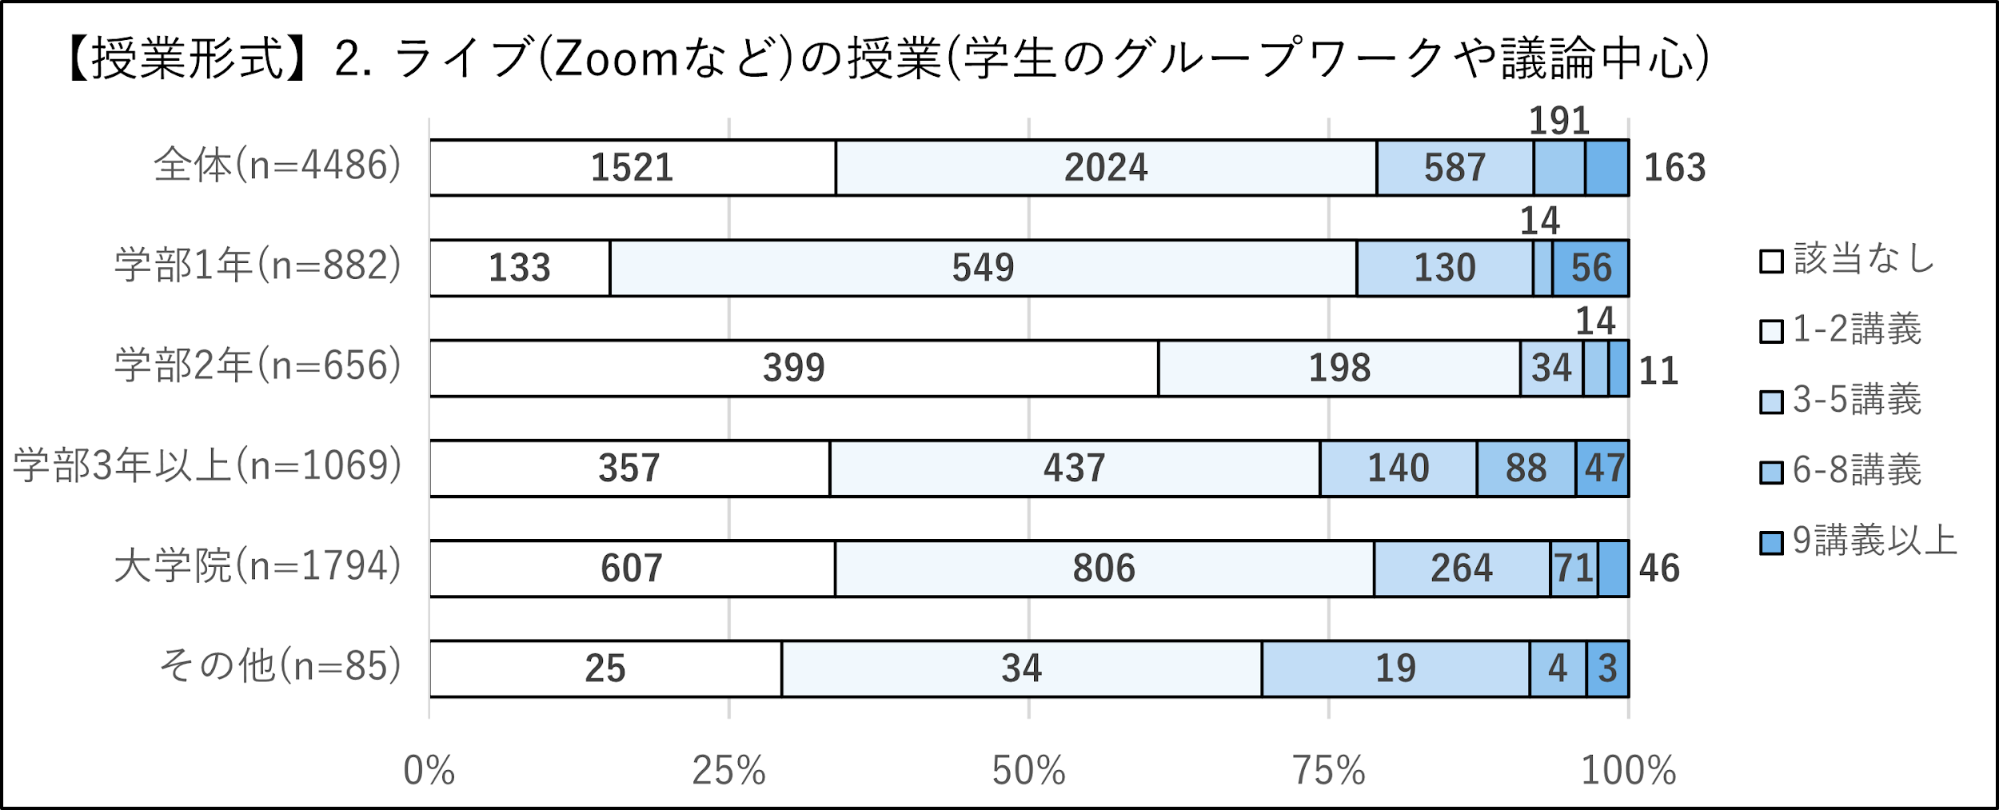 【授業形式】2. ライブ(Zoomなど)の授業(学生のグループワークや議論中心)
191
全体(n=4486) 1521 2024 587 163
14
学部1年(n=882) 133 549 130 56
14
学部2年(n=656) 399 198 34 11
学部3年以上(n=1069) 357 437 140 88 47
大学院(n=1794) 607 806 264 71 46
その他(n=85) 25 34 19 4 3
0% 25% 50% 75% 100%
該当なし
1-2講義
3-5講義
6-8講義
9講義以上